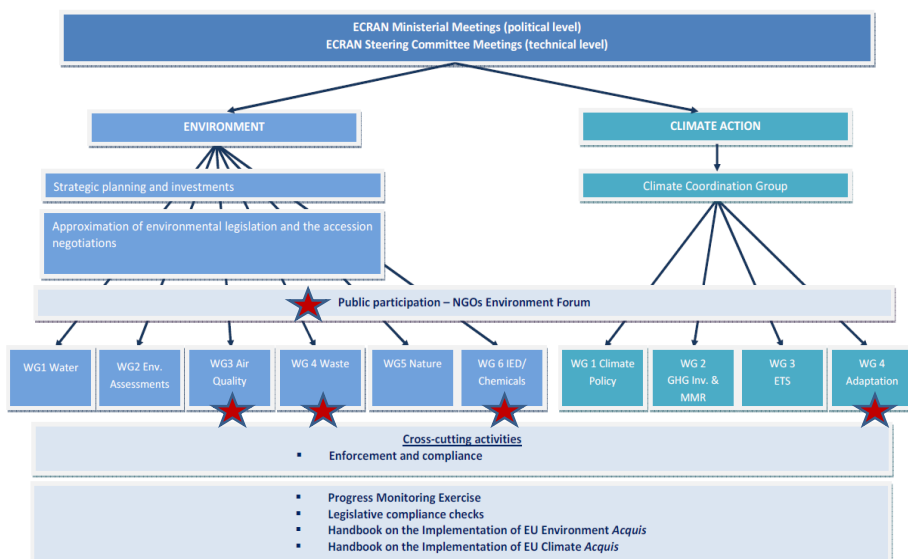 ECRAN Ministerial Meetings (political level)
ECRAN Steering Committee Meetings (technical level)
ENVIRONMENT
CLIMATE ACTION
Strategic planning and investments
Climate Coordination Group
Approximation of environmental legislation and the accession
negotiations
Public participation – NGOs Environment Forum
WG1 Water
WG2 Env.
Assessments
WG3 Air
Quality
WG 4 Waste
WG5 Nature
WG 6 IED/
Chemicals
WG 1 Climate
Policy
WG 2
GHG Inv. &
MMR
WG 3
ETS
WG 4
Adaptation
Cross-cutting activities
▪ Enforcement and compliance
▪ Progress Monitoring Exercise
▪ Legislative compliance checks
▪ Handbook on the Implementation of EU Environment Acquis
▪ Handbook on the Implementation of EU Climate Acquis